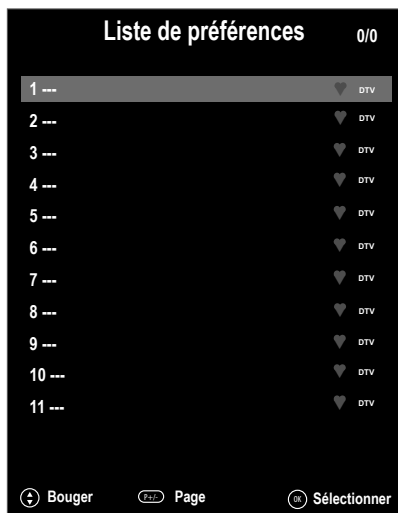 Liste de préférences 0/0
1 --- DTV
2 --- DTV
3 --- DTV
4 --- DTV
5 --- DTV
6 --- DTV
7 --- DTV
8 --- DTV
9 --- DTV
10 --- DTV
11 --- DTV
Bouger P+/- Page OK Sélectionner